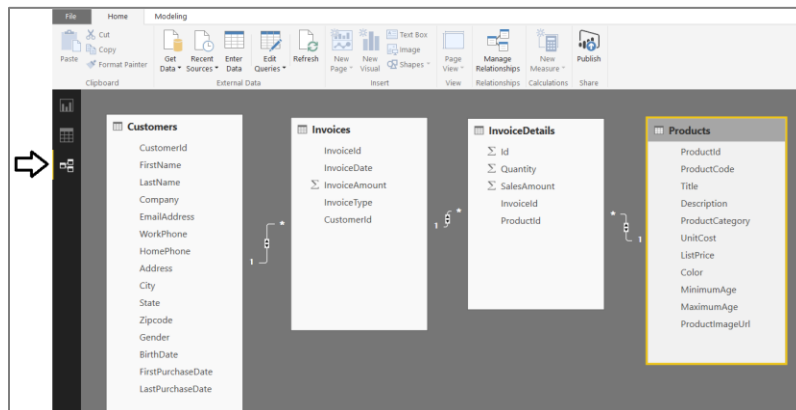 File Home Modeling
Paste
Cut
Copy
Format Painter
Clipboard
Get Data
Recent Sources
Enter Data
Edit Queries
Refresh
External Data
New Page
New Visual
Text Box
Image
Shapes
Insert
Page View
View
Manage Relationships
Relationships
New Measure
Calculations
Publish
Share
Customers
CustomerId
FirstName
LastName
Company
EmailAddress
WorkPhone
HomePhone
Address
City
State
Zipcode
Gender
BirthDate
FirstPurchaseDate
LastPurchaseDate
1
*
Invoices
InvoiceId
InvoiceDate
Σ InvoiceAmount
InvoiceType
CustomerId
1
*
InvoiceDetails
Σ Id
Σ Quantity
Σ SalesAmount
InvoiceId
ProductId
*
1
Products
ProductId
ProductCode
Title
Description
ProductCategory
UnitCost
ListPrice
Color
MinimumAge
MaximumAge
ProductImageUrl